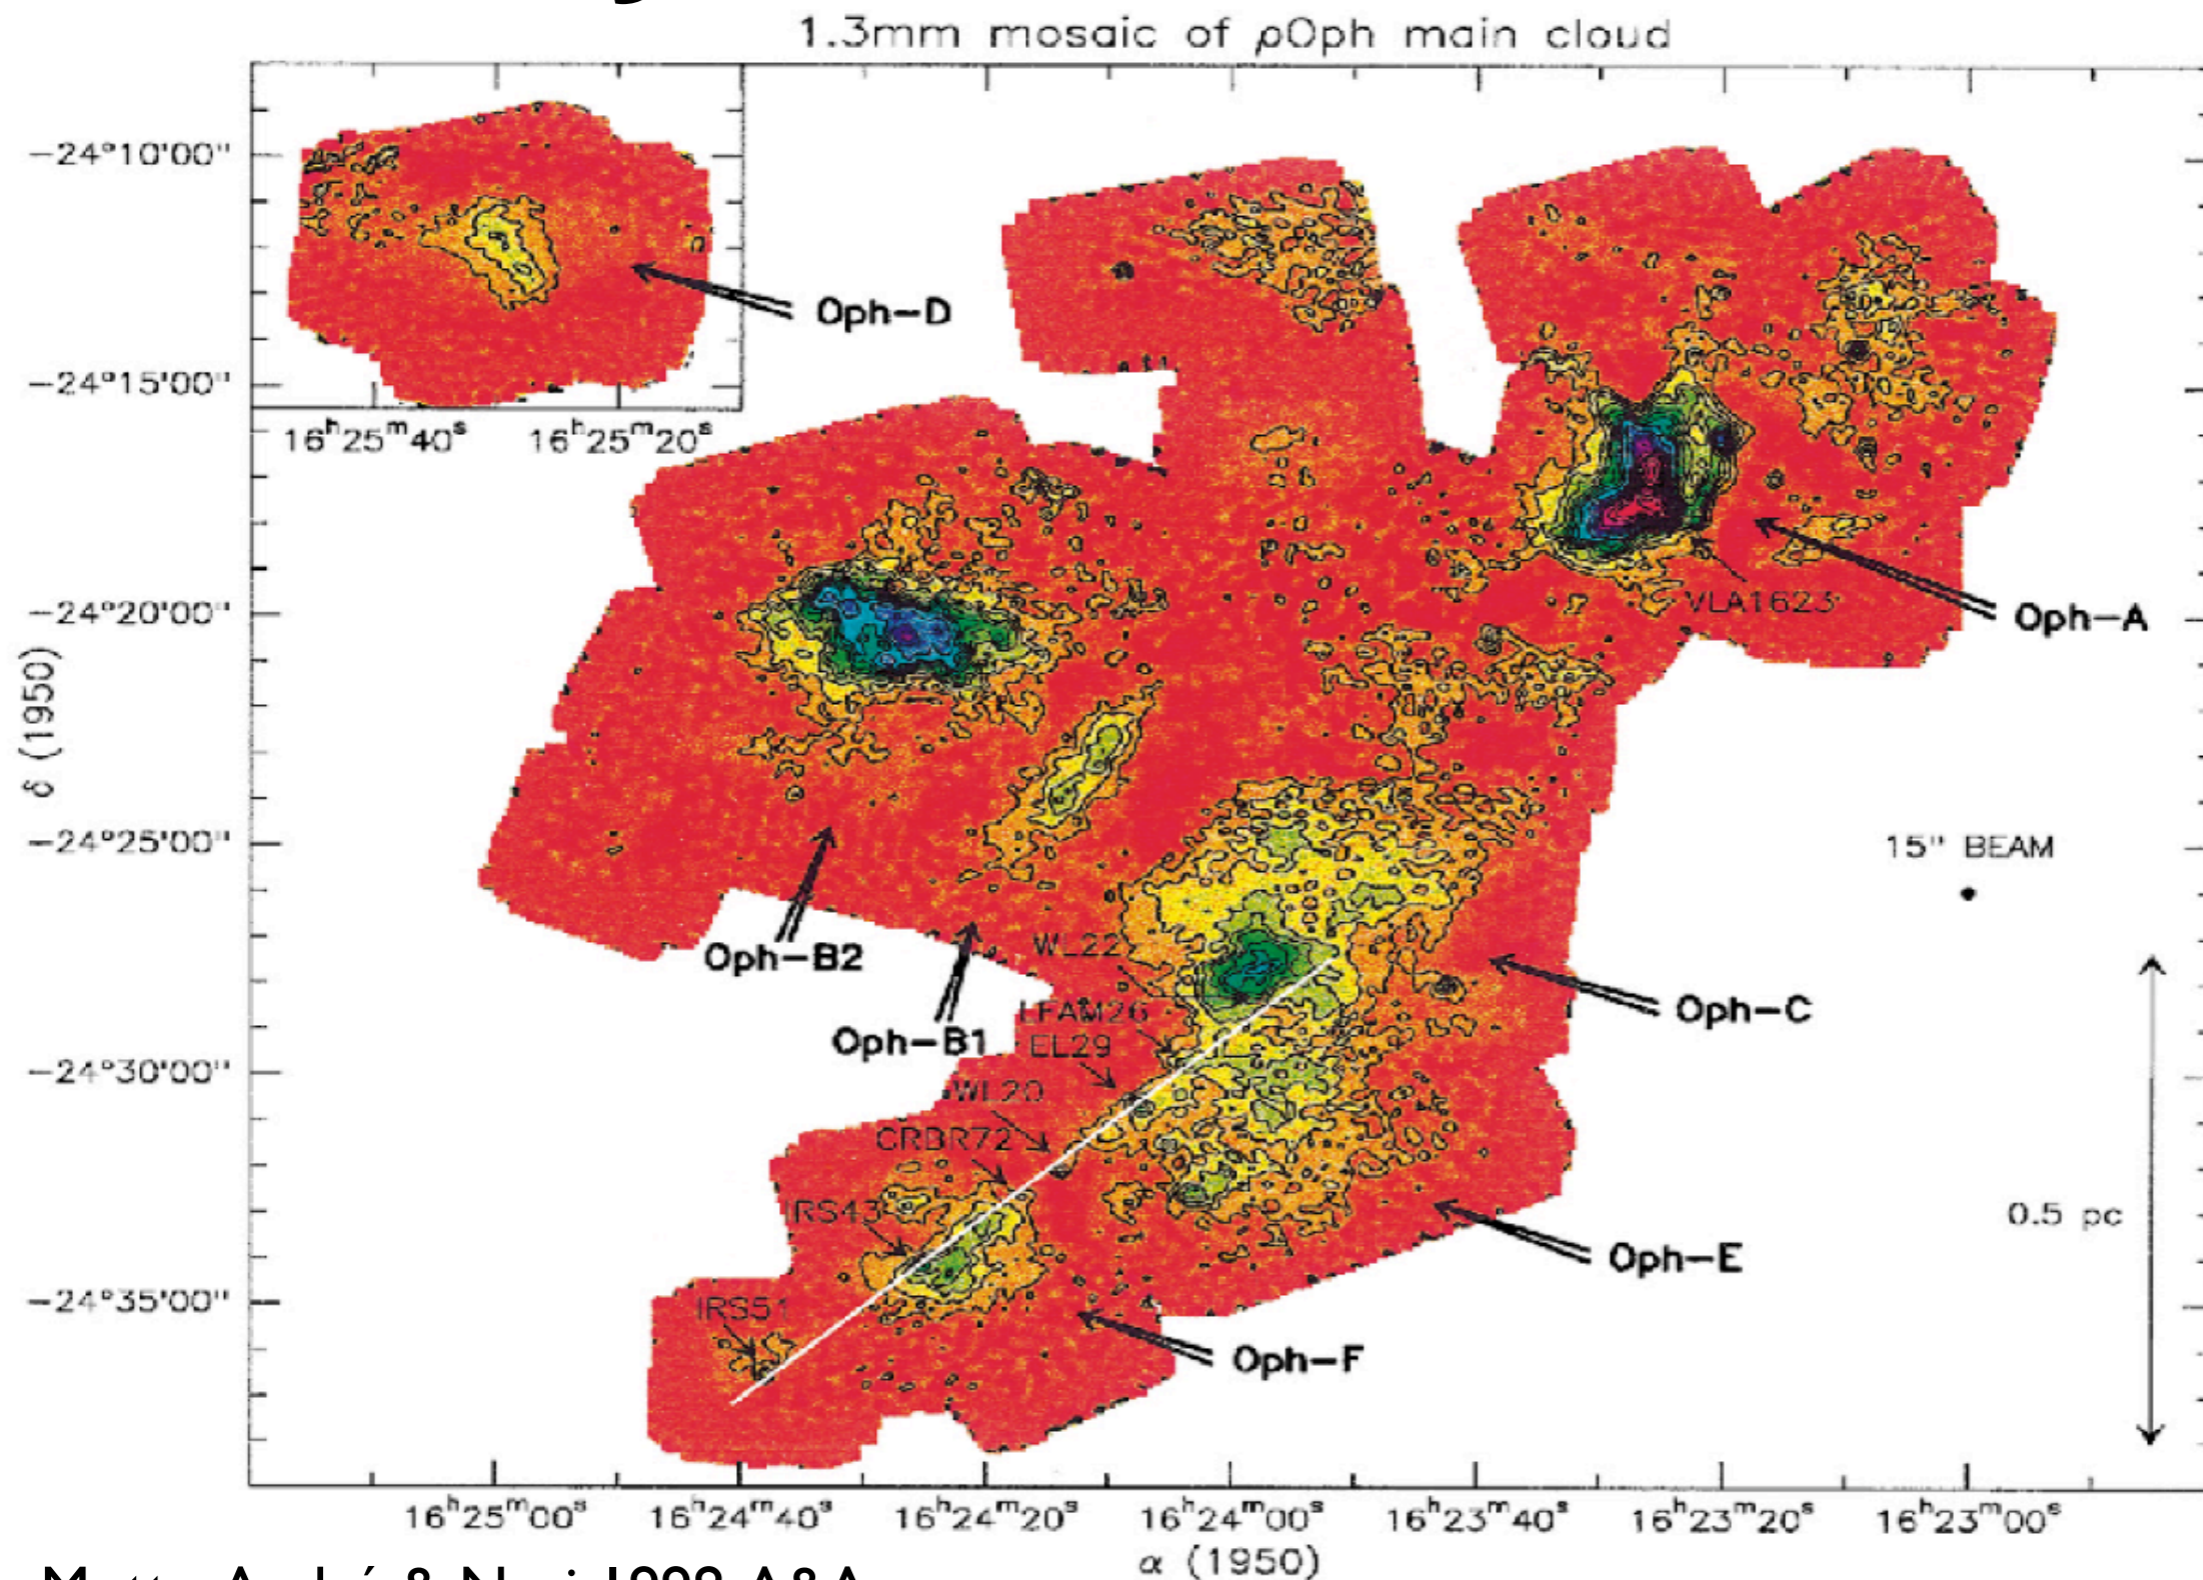 1.3mm mosaic of ρOph main cloud
−24°10'00"
Oph−D
−24°15'00"
16ʰ25ᵐ40ˢ 16ʰ25ᵐ20ˢ
−24°20'00"
VLA1623
Oph−A
δ (1950)
−24°25'00"
15" BEAM
WL22
Oph−B2
Oph−C
LFAM26
Oph−B1
EL29
−24°30'00"
WL20
CRBR72
IRS43
0.5 pc
Oph−E
−24°35'00"
IRS51
Oph−F
16ʰ25ᵐ00ˢ 16ʰ24ᵐ40ˢ 16ʰ24ᵐ20ˢ 16ʰ24ᵐ00ˢ 16ʰ23ᵐ40ˢ 16ʰ23ᵐ20ˢ 16ʰ23ᵐ00ˢ
α (1950)
André & 1998 A&A